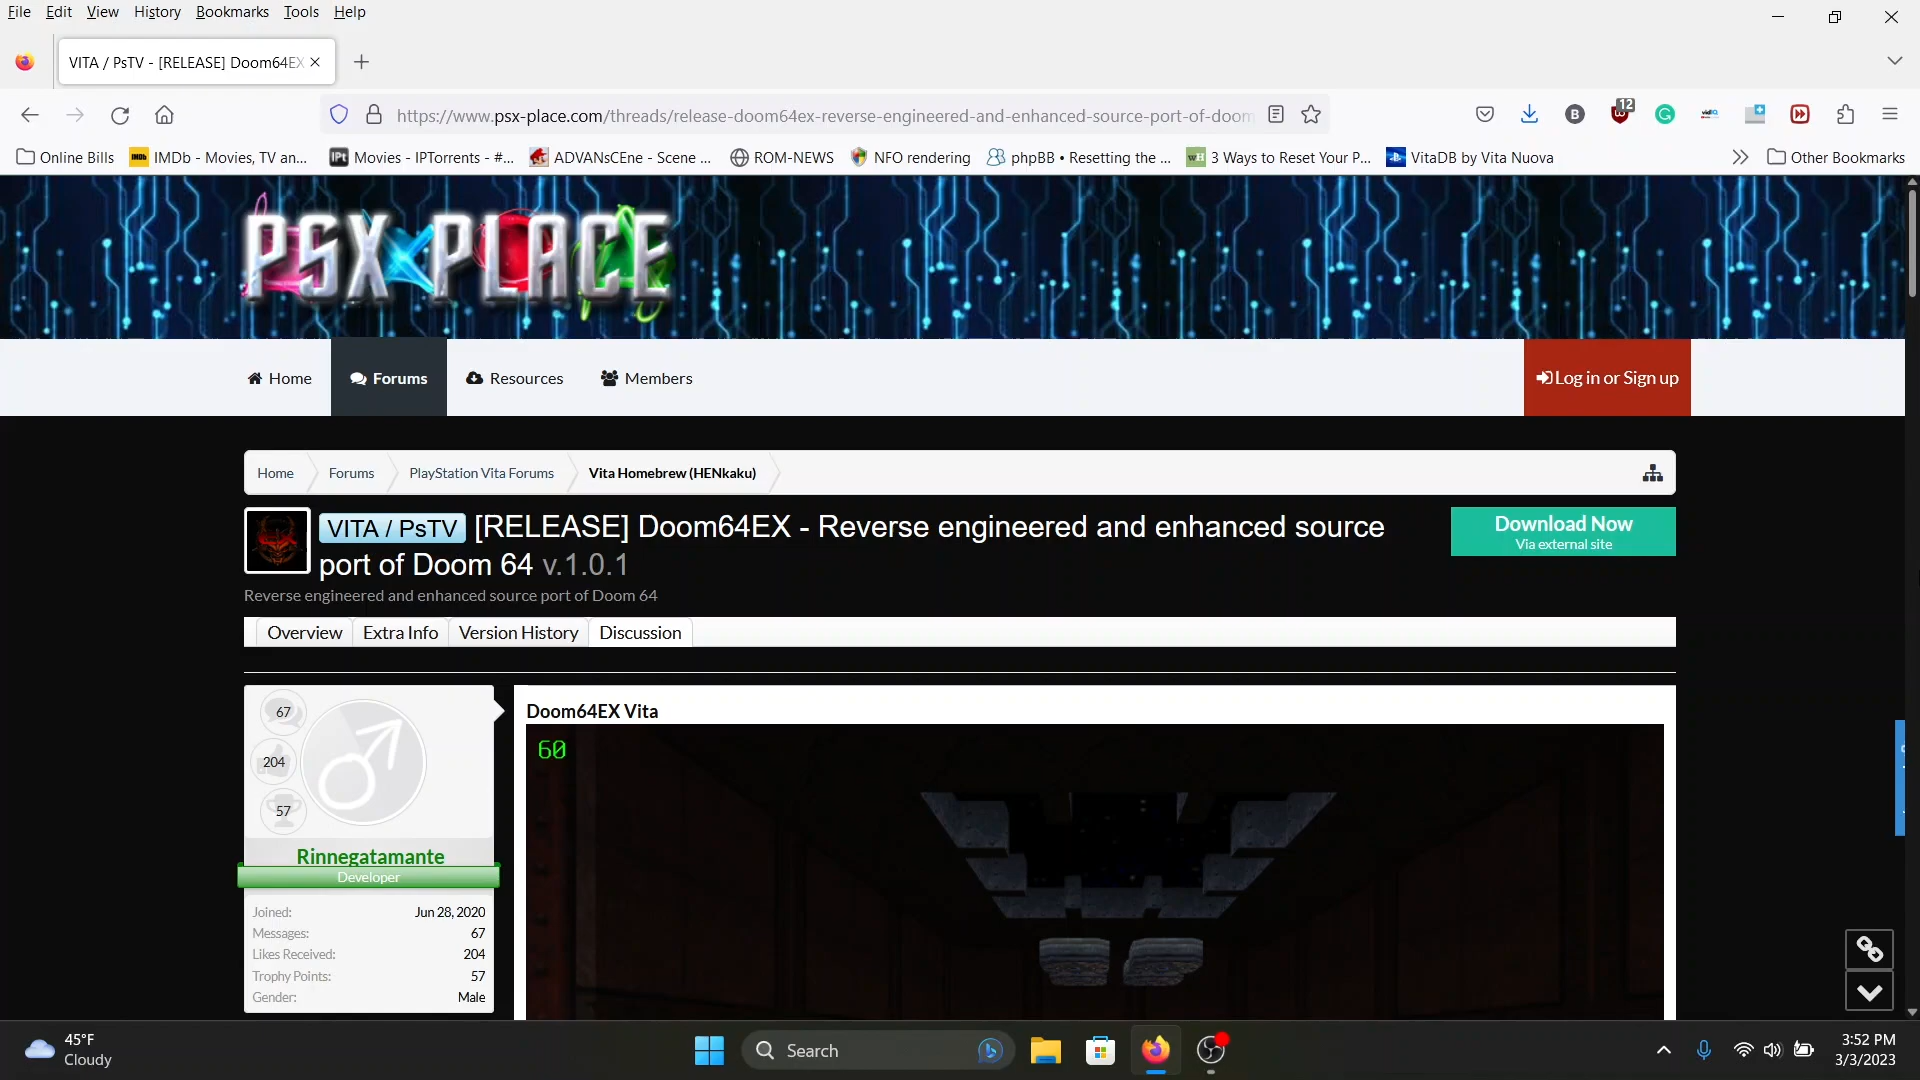 File Edit View History Bookmarks Tools Help
VITA / PsTV - [RELEASE] Doom64EX
https://www.psx-place.com/threads/release-doom64ex-reverse-engineered-and-enhanced-source-port-of-doom
12
Online Bills IMDb - Movies, TV an... Movies - IPTorrents - #... ADVANsCEne - Scene ... ROM-NEWS NFO rendering phpBB • Resetting the ... 3 Ways to Reset Your P... VitaDB by Vita Nuova Other Bookmarks
PSX PLACE
Home Forums Resources Members Log in or Sign up
Home Forums PlayStation Vita Forums Vita Homebrew (HENkaku)
VITA / PsTV [RELEASE] Doom64EX - Reverse engineered and enhanced source
port of Doom 64 v.1.0.1
Download Now
Via external site
Reverse engineered and enhanced source port of Doom 64
Overview Extra Info Version History Discussion
67
204
57
Rinnegatamante
Developer
Joined: Jun 28, 2020
Messages: 67
Likes Received: 204
Trophy Points: 57
Gender: Male
Doom64EX Vita
60
45°F
Cloudy
Search
3:52 PM
3/3/2023